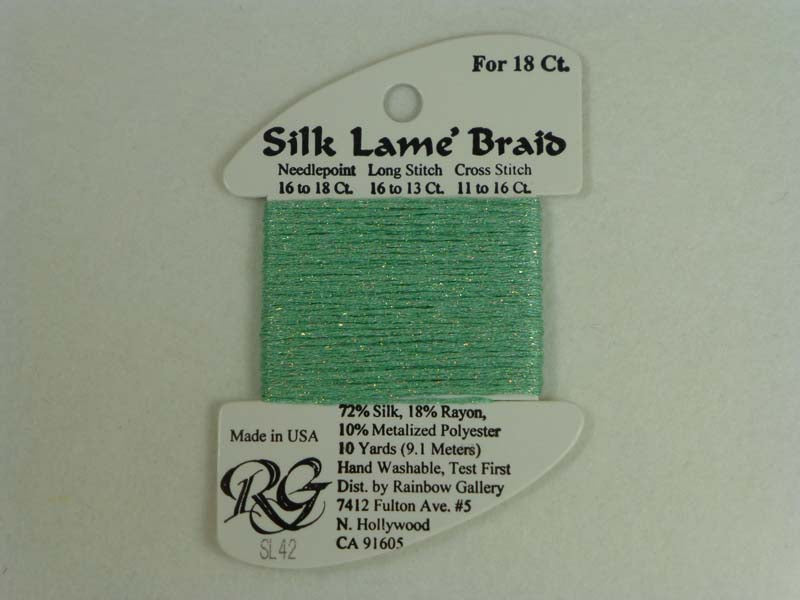 For 18 Ct.
Silk Lame' Braid
Needlepoint Long Stitch Cross Stitch
16 to 18 Ct. 16 to 13 Ct. 11 to 16 Ct.
72% Silk, 18% Rayon,
10% Metalized Polyester
Made in USA
10 Yards (9.1 Meters)
Hand Washable, Test First
Dist. by Rainbow Gallery
7412 Fulton Ave. #5
N. Hollywood
CA 91605
RG
SL42